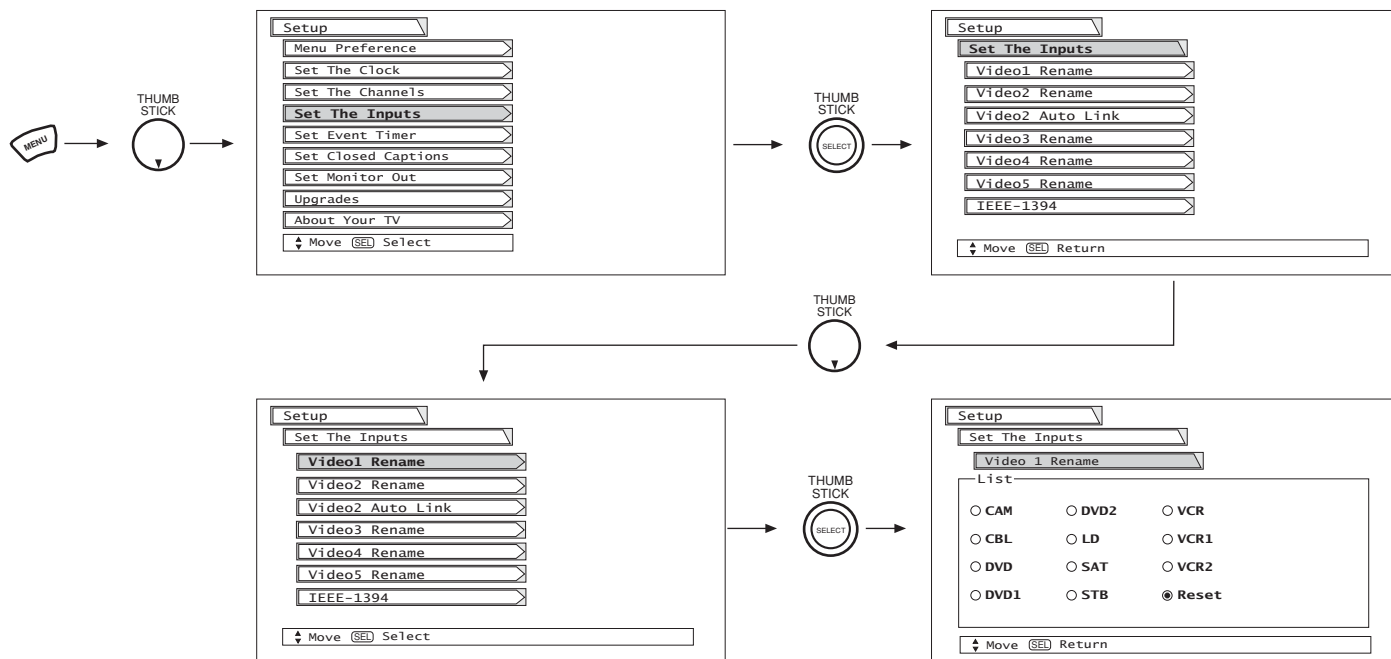 MENU
THUMB
STICK
Setup
Menu Preference
Set The Clock
Set The Channels
Set The Inputs
Set Event Timer
Set Closed Captions
Set Monitor Out
Upgrades
About Your TV
Move SEL Select
THUMB
STICK
SELECT
Setup
Set The Inputs
Video1 Rename
Video2 Rename
Video2 Auto Link
Video3 Rename
Video4 Rename
Video5 Rename
IEEE-1394
Move SEL Return
THUMB
STICK
Setup
Set The Inputs
Video1 Rename
Video2 Rename
Video2 Auto Link
Video3 Rename
Video4 Rename
Video5 Rename
IEEE-1394
Move SEL Select
THUMB
STICK
SELECT
Setup
Set The Inputs
Video 1 Rename
List
CAM DVD2 VCR
CBL LD VCR1
DVD SAT VCR2
DVD1 STB Reset
Move SEL Return